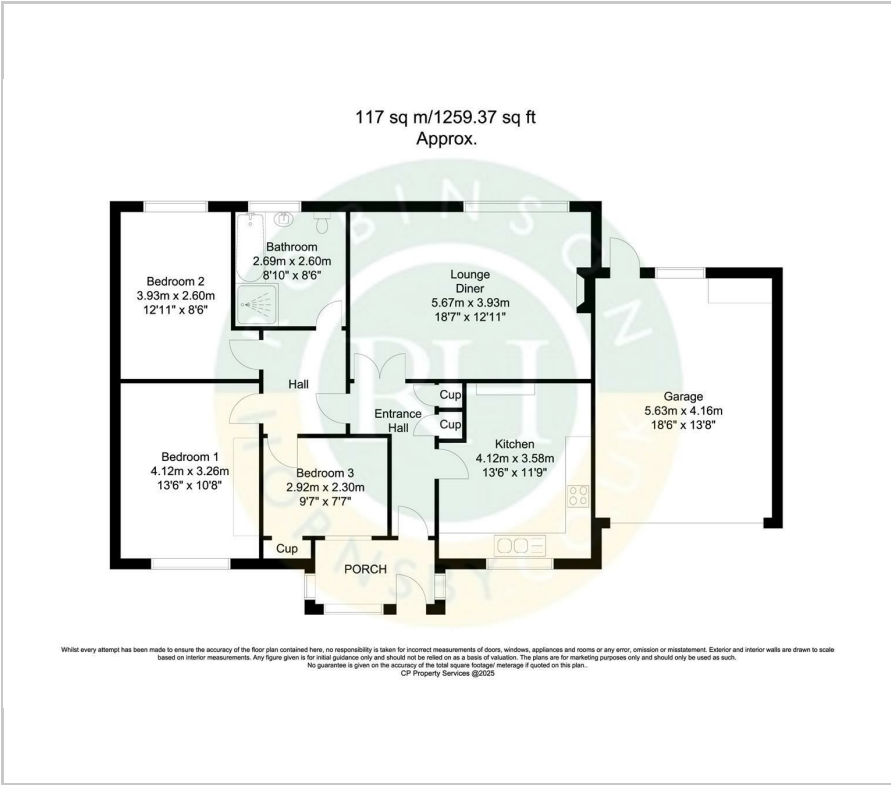 117 sq m/1259.37 sq ft
Approx.
Bedroom 2
3.93m x 2.60m
12'11" x 8'6"
Bathroom
2.69m x 2.60m
8'10" x 8'6"
Lounge
Diner
5.67m x 3.93m
18'7" x 12'11"
Hall
Entrance
Hall
Cup
Cup
Garage
5.63m x 4.16m
18'6" x 13'8"
Kitchen
4.12m x 3.58m
13'6" x 11'9"
Bedroom 1
4.12m x 3.26m
13'6" x 10'8"
Bedroom 3
2.92m x 2.30m
9'7" x 7'7"
Cup
PORCH
ROBINSON
RH
HORNSBY.CO.UK
Whilst every attempt has been made to ensure the accuracy of the floor plan contained here, no responsibility is taken for incorrect measurements of doors, windows, appliances and rooms or any error, omission or misstatement. Exterior and interior walls are drawn to scale
based on interior measurements. Any figure given is for initial guidance only and should not be relied on as a basis of valuation. The plans are for marketing purposes only and should only be used as such.
No guarantee is given on the accuracy of the total square footage/ meterage if quoted on this plan..
CP Property Services @2025